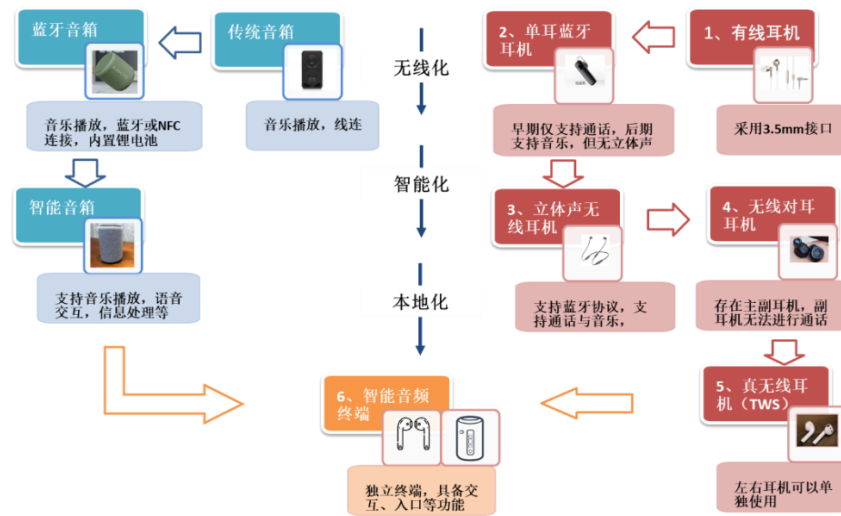 蓝牙音箱
音乐播放，蓝牙或NFC
连接，内置锂电池
传统音箱
音乐播放，线连
智能音箱
支持音乐播放，语音
交互，信息处理等
无线化
智能化
本地化
1、有线耳机
采用3.5mm接口
2、单耳蓝牙
耳机
早期仅支持通话，后期
支持音乐，但无立体声
3、立体声无
线耳机
支持蓝牙协议，支
持通话与音乐，
4、无线对耳
耳机
存在主副耳机，副
耳机无法进行通话
5、真无线耳
机（TWS）
左右耳机可以单
独使用
6、智能音频
终端
独立终端，具备交
互、入口等功能